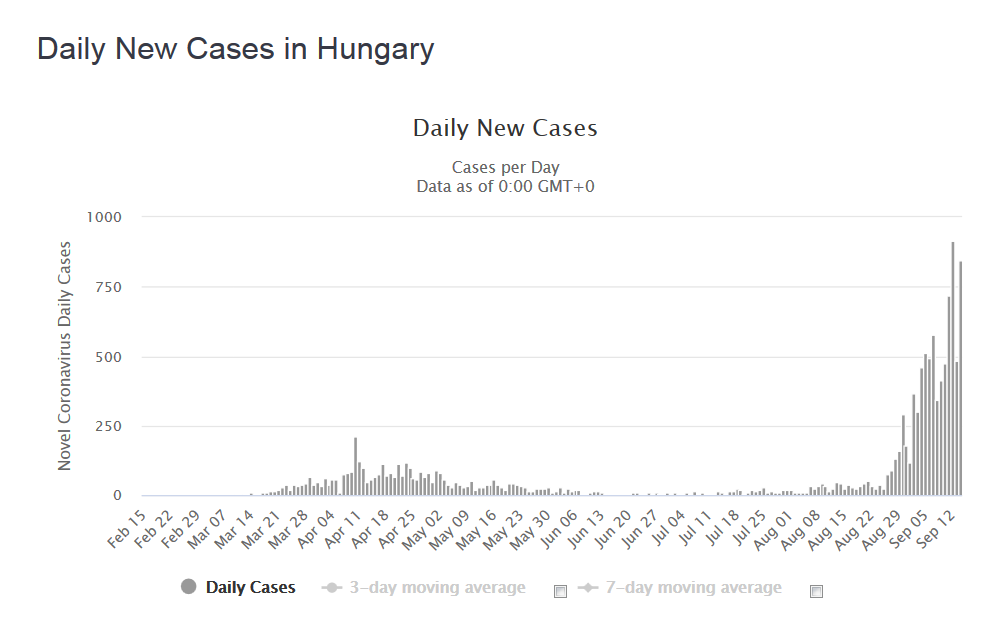 Daily New Cases in Hungary
Daily New Cases
Cases per Day
Data as of 0:00 GMT+0
Novel Coronavirus Daily Cases
1000
750
500
250
0
Feb 15
Feb 22
Feb 29
Mar 07
Mar 14
Mar 21
Mar 28
Apr 04
Apr 11
Apr 18
Apr 25
May 02
May 09
May 16
May 23
May 30
Jun 06
Jun 13
Jun 20
Jun 27
Jul 04
Jul 11
Jul 18
Jul 25
Aug 01
Aug 08
Aug 15
Aug 22
Aug 29
Sep 05
Sep 12
Daily Cases 3-day moving average 7-day moving average